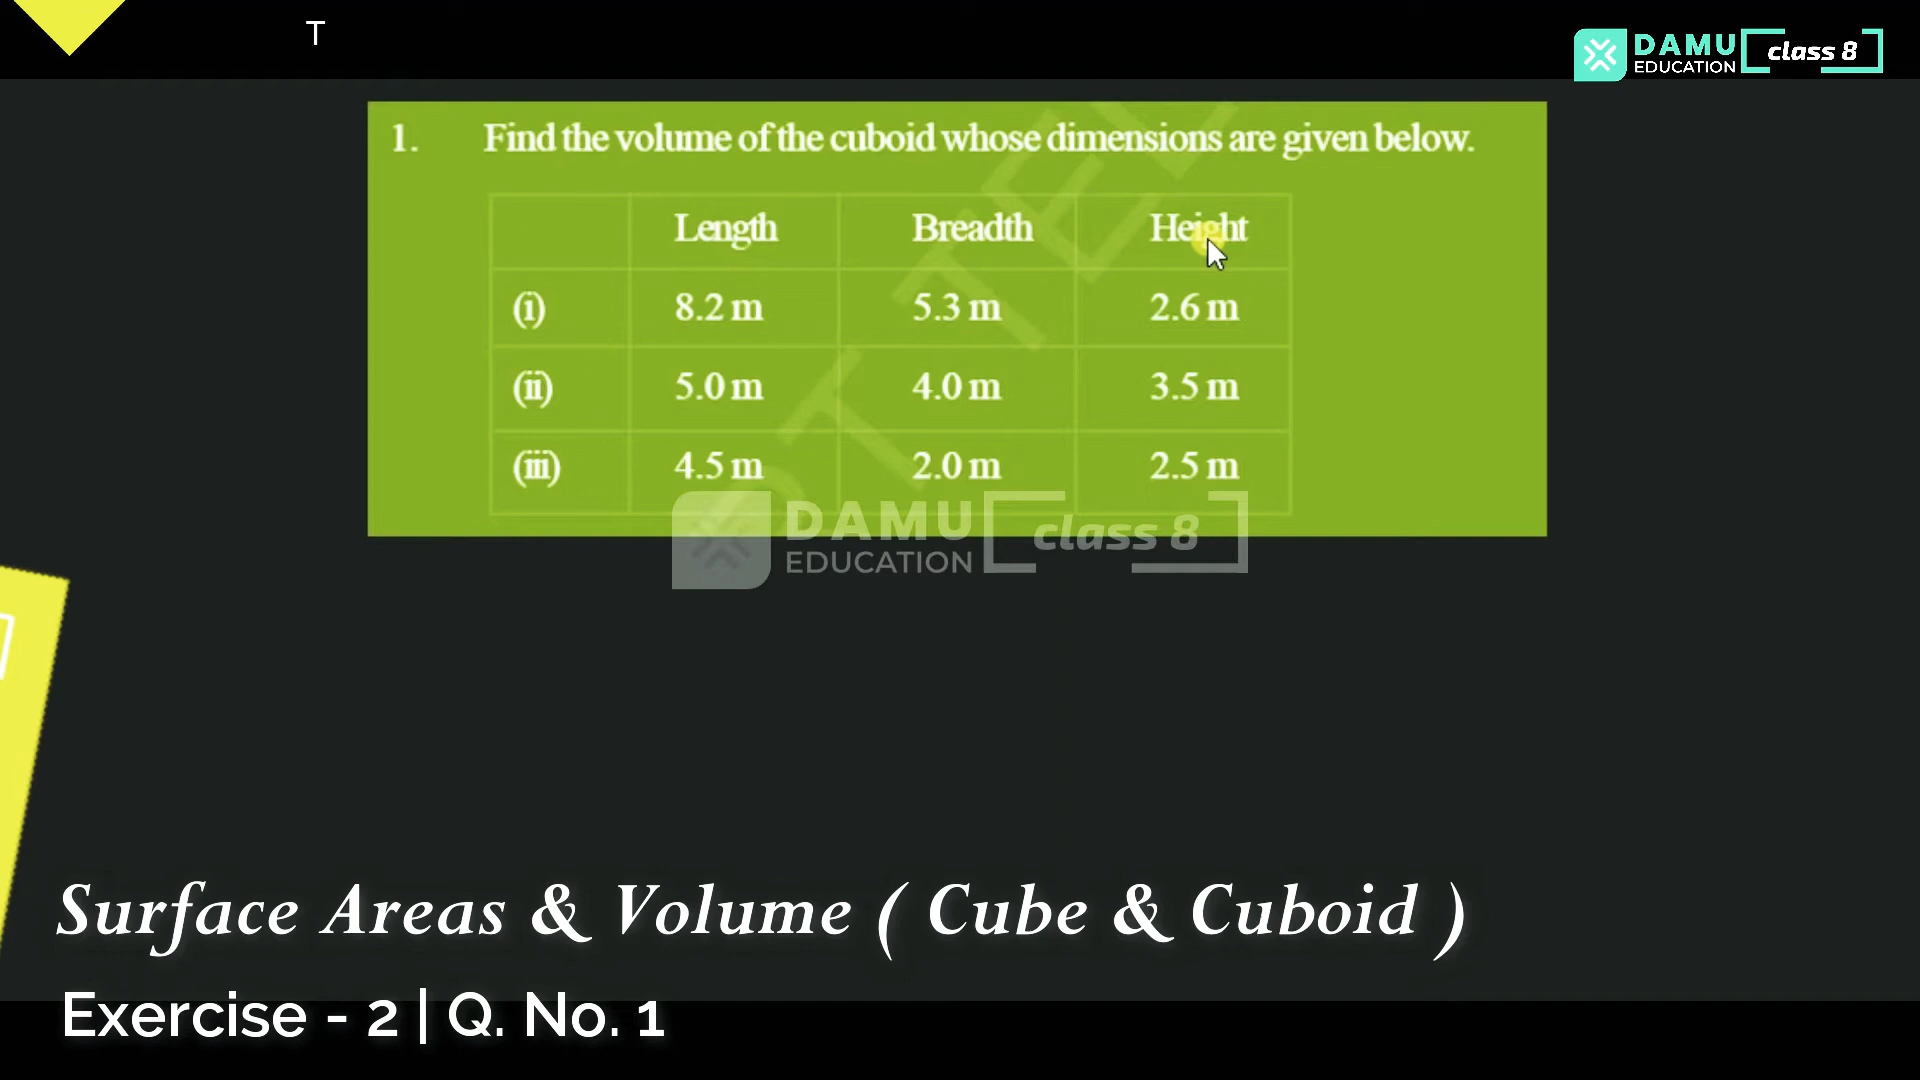 T
DAMU
EDUCATION
class 8
1. Find the volume of the cuboid whose dimensions are given below.
Length Breadth Height
(i) 8.2 m 5.3 m 2.6 m
(ii) 5.0 m 4.0 m 3.5 m
(iii) 4.5 m 2.0 m 2.5 m
DAMU
EDUCATION
class 8
Surface Areas & Volume ( Cube & Cuboid )
Exercise - 2 | Q. No. 1